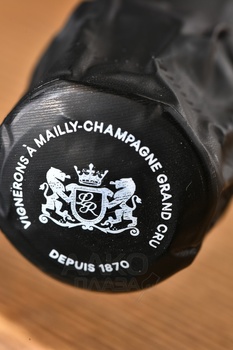 VIGNERONS À MAILLY-CHAMPAGNE GRAND CRU
DEPUIS 1870